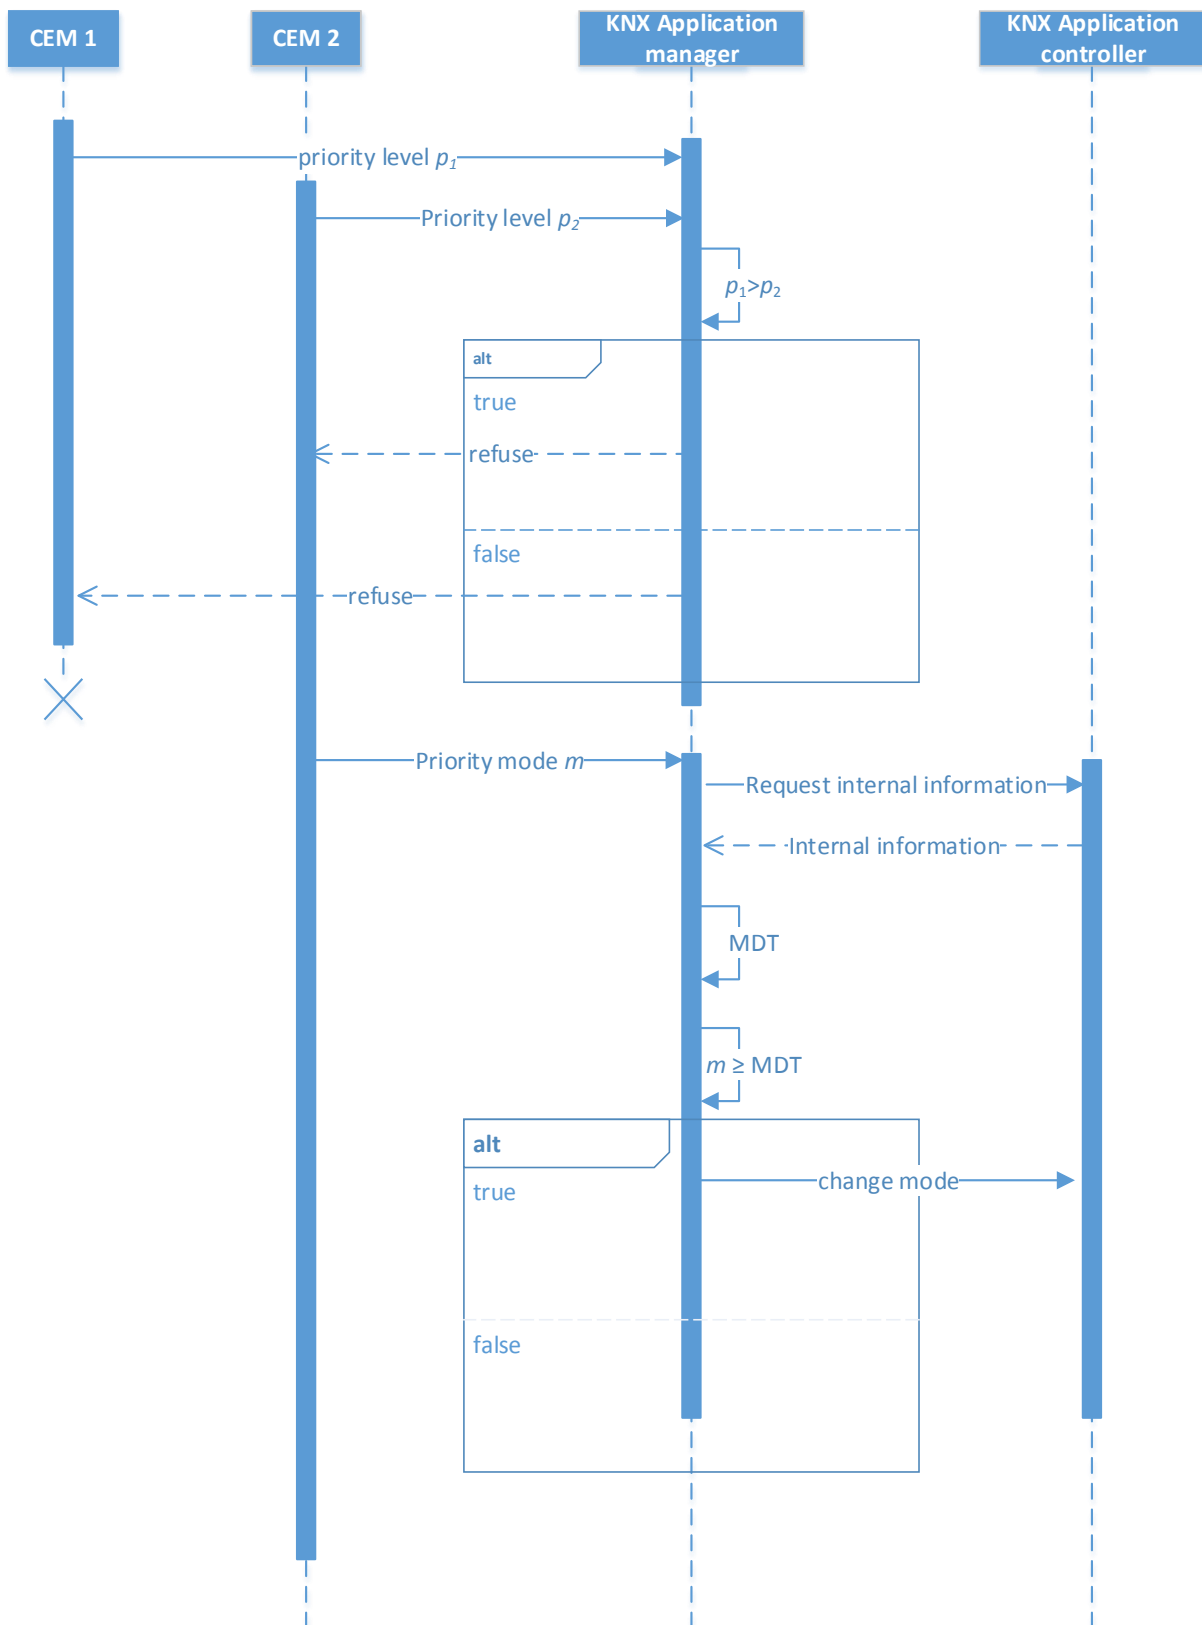 CEM 1
CEM 2
KNX Application
manager
KNX Application
controller
priority level p₁
Priority level p₂
p₁>p₂
alt
true
refuse
false
refuse
Priority mode m
Request internal information
Internal information
MDT
m ≥ MDT
alt
change mode
true
false